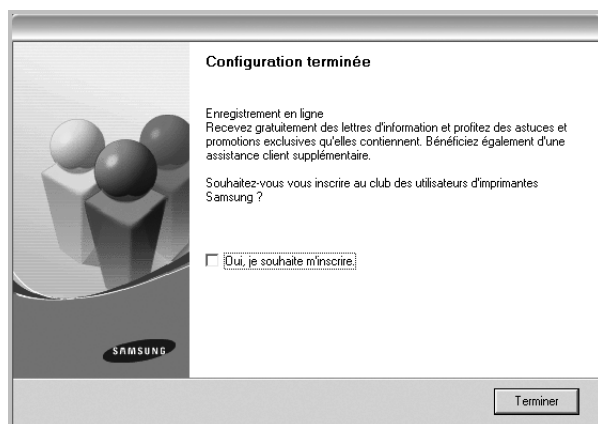 Configuration terminée
Enregistrement en ligne
Recevez gratuitement des lettres d'information et profitez des astuces et
promotions exclusives qu'elles contiennent. Bénéficiez également d'une
assistance client supplémentaire.
Souhaitez-vous vous inscrire au club des utilisateurs d'imprimantes
Samsung ?
Oui, je souhaite m'inscrire.
SAMSUNG
Terminer